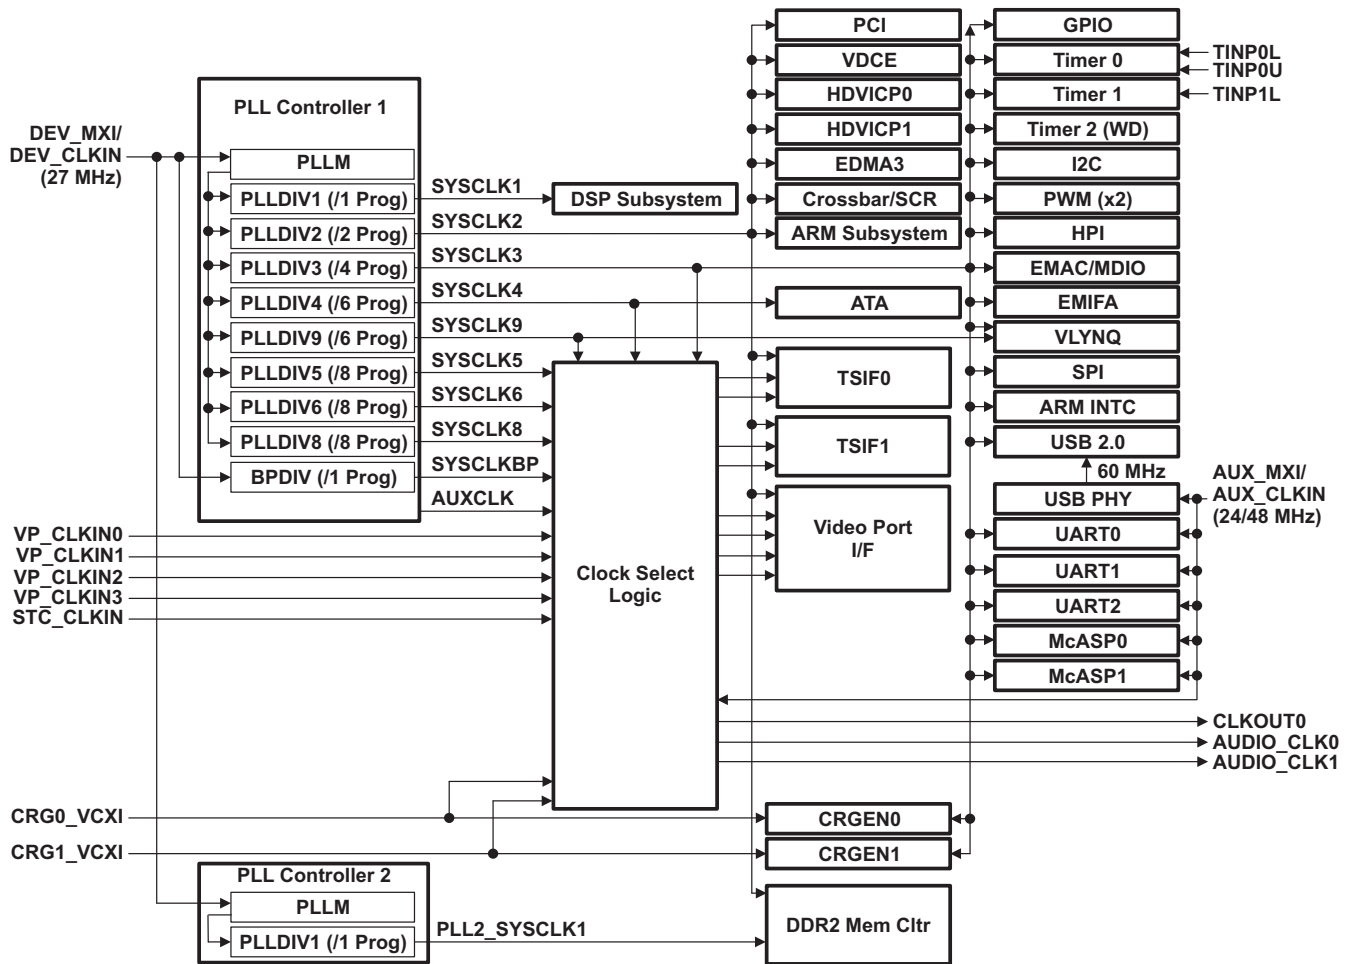 PLL Controller 1
DEV_MXI/
DEV_CLKIN
(27 MHz)
PLLM
PLLDIV1 (/1 Prog)
PLLDIV2 (/2 Prog)
PLLDIV3 (/4 Prog)
PLLDIV4 (/6 Prog)
PLLDIV9 (/6 Prog)
PLLDIV5 (/8 Prog)
PLLDIV6 (/8 Prog)
PLLDIV8 (/8 Prog)
BPDIV (/1 Prog)
SYSCLK1
SYSCLK2
SYSCLK3
SYSCLK4
SYSCLK9
SYSCLK5
SYSCLK6
SYSCLK8
SYSCLKBP
AUXCLK
VP_CLKIN0
VP_CLKIN1
VP_CLKIN2
VP_CLKIN3
STC_CLKIN
CRG0_VCXI
CRG1_VCXI
DSP Subsystem
Clock Select
Logic
PCI
VDCE
HDVICP0
HDVICP1
EDMA3
Crossbar/SCR
ARM Subsystem
ATA
TSIF0
TSIF1
Video Port
I/F
CRGEN0
CRGEN1
DDR2 Mem Cltr
GPIO
Timer 0
Timer 1
Timer 2 (WD)
I2C
PWM (x2)
HPI
EMAC/MDIO
EMIFA
VLYNQ
SPI
ARM INTC
USB 2.0
60 MHz
USB PHY
UART0
UART1
UART2
McASP0
McASP1
TINP0L
TINP0U
TINP1L
AUX_MXI/
AUX_CLKIN
(24/48 MHz)
CLKOUT0
AUDIO_CLK0
AUDIO_CLK1
PLL Controller 2
PLLM
PLLDIV1 (/1 Prog)
PLL2_SYSCLK1